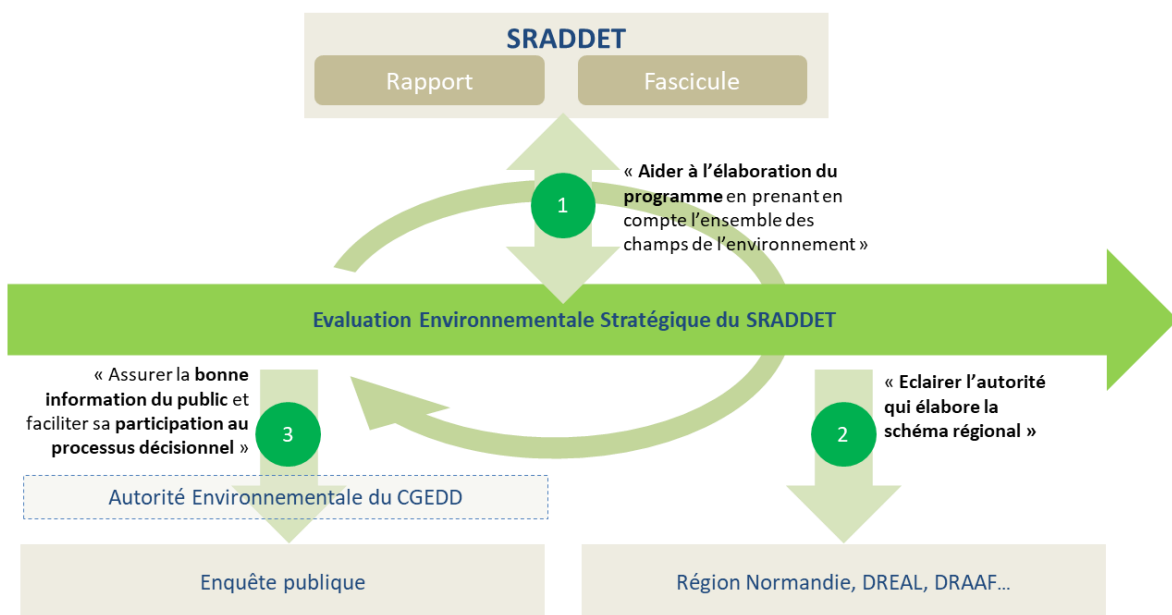 SRADDET
Rapport
Fascicule
1
« Aider à l’élaboration du
programme en prenant en
compte l’ensemble des
champs de l’environnement »
Evaluation Environnementale Stratégique du SRADDET
« Assurer la bonne
information du public et
faciliter sa participation au
processus décisionnel »
3
« Eclairer l’autorité
qui élabore la
schéma régional »
2
Autorité Environnementale du CGEDD
Enquête publique
Région Normandie, DREAL, DRAAF…